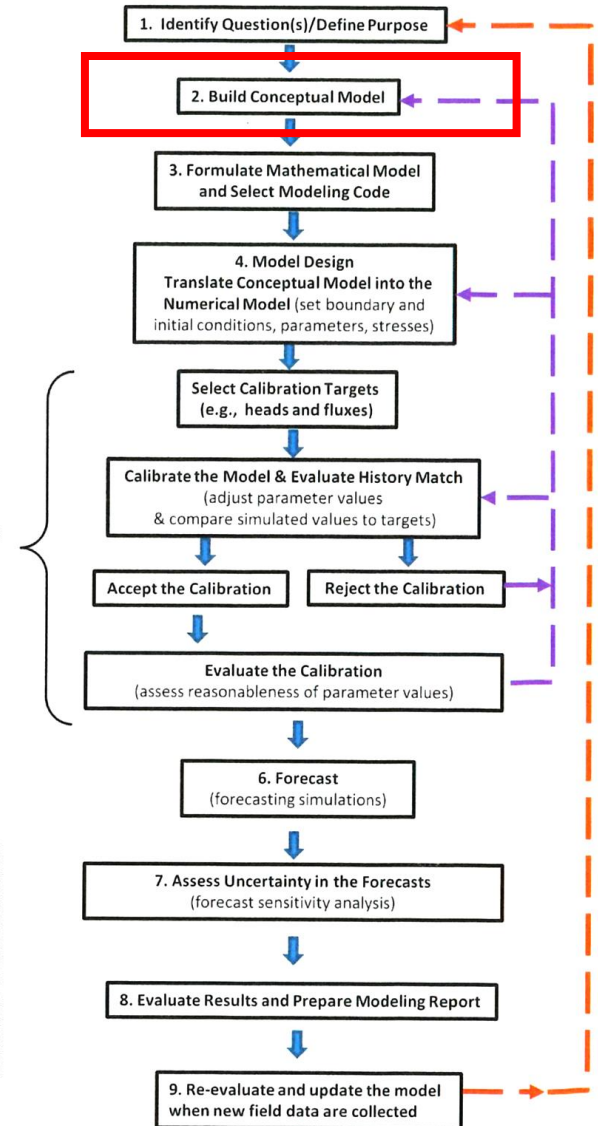 1. Identify Question(s)/Define Purpose
2. Build Conceptual Model
3. Formulate Mathematical Model
and Select Modeling Code
4. Model Design
Translate Conceptual Model into the
Numerical Model (set boundary and
initial conditions, parameters, stresses)
Select Calibration Targets
(e.g., heads and fluxes)
Calibrate the Model & Evaluate History Match
(adjust parameter values
& compare simulated values to targets)
Accept the Calibration
Reject the Calibration
Evaluate the Calibration
(assess reasonableness of parameter values)
6. Forecast
(forecasting simulations)
7. Assess Uncertainty in the Forecasts
(forecast sensitivity analysis)
8. Evaluate Results and Prepare Modeling Report
9. Re-evaluate and update the model
when new field data are collected